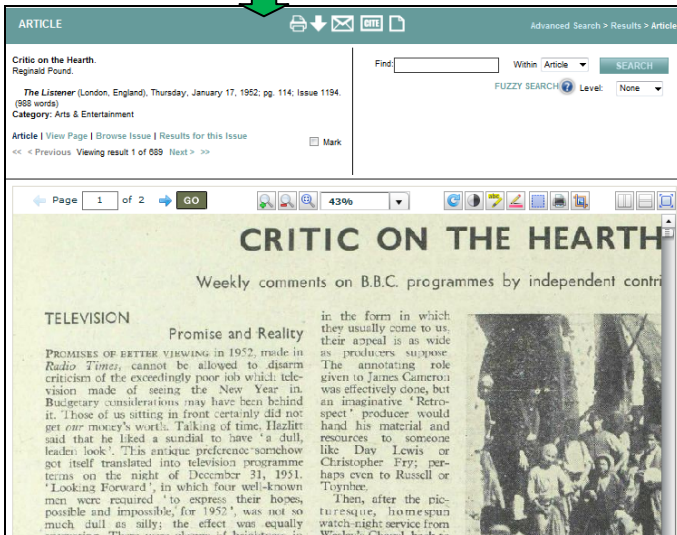 ARTICLE
CITE
Advanced Search > Results > Article
Critic on the Hearth.
Reginald Pound.
The Listener (London, England), Thursday, January 17, 1952; pg. 114; Issue 1194.
(988 words)
Category: Arts & Entertainment
Article | View Page | Browse Issue | Results for this Issue
Mark
<< < Previous Viewing result 1 of 689 Next > >>
Find:
Within Article SEARCH
FUZZY SEARCH ? Level: None
Page 1 of 2 GO
43%
abc
CRITIC ON THE HEARTH
Weekly comments on B.B.C. programmes by independent contri
TELEVISION
Promise and Reality
PROMISES OF BETTER VIEWING in 1952, made in
Radio Times, cannot be allowed to disarm
criticism of the exceedingly poor job which tele-
vision made of seeing the New Year in.
Budgetary considerations may have been behind
it. Those of us sitting in front certainly did not
get our money's worth. Talking of time, Hazlitt
said that he liked a sundial to have 'a dull,
leaden look'. This antique preference somehow
got itself translated into television programme
terms on the night of December 31, 1951.
'Looking Forward', in which four well-known
men were required 'to express their hopes,
possible and impossible, for 1952', was not so
much dull as silly; the effect was equally
in the form in which
they usually come to us,
their appeal is as wide
as producers suppose.
The annotating role
given to James Cameron
was effectively done, but
an imaginative 'Retro-
spect' producer would
hand his material and
resources to someone
like Day Lewis or
Christopher Fry; per-
haps even to Russell or
Toynbee.
Then, after the pic-
turesque, homespun
watch-night service from